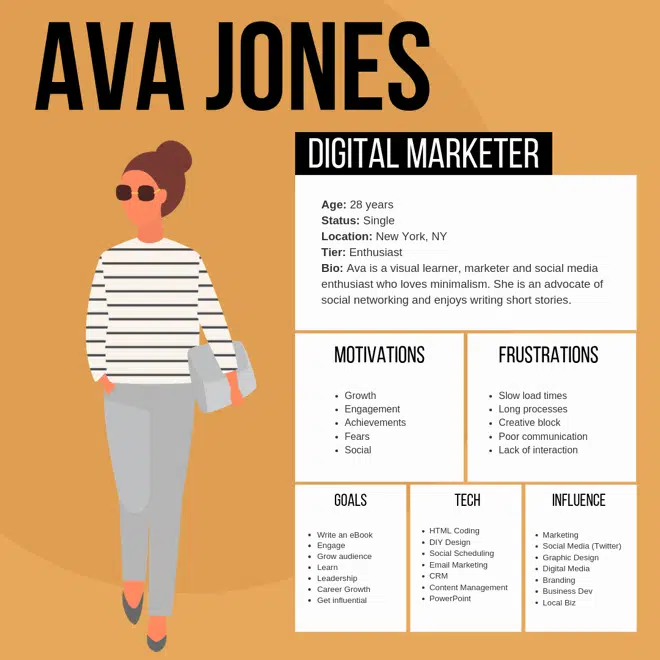 AVA JONES
DIGITAL MARKETER
Age: 28 years
Status: Single
Location: New York, NY
Tier: Enthusiast
Bio: Ava is a visual learner, marketer and social media
enthusiast who loves minimalism. She is an advocate of
social networking and enjoys writing short stories.
MOTIVATIONS
• Growth
• Engagement
• Achievements
• Fears
• Social
FRUSTRATIONS
• Slow load times
• Long processes
• Creative block
• Poor communication
• Lack of interaction
GOALS
• Write an eBook
• Engage
• Grow audience
• Learn
• Leadership
• Career Growth
• Get influential
TECH
• HTML Coding
• DIY Design
• Social Scheduling
• Email Marketing
• CRM
• Content Management
• PowerPoint
INFLUENCE
• Marketing
• Social Media (Twitter)
• Graphic Design
• Digital Media
• Branding
• Business Dev
• Local Biz